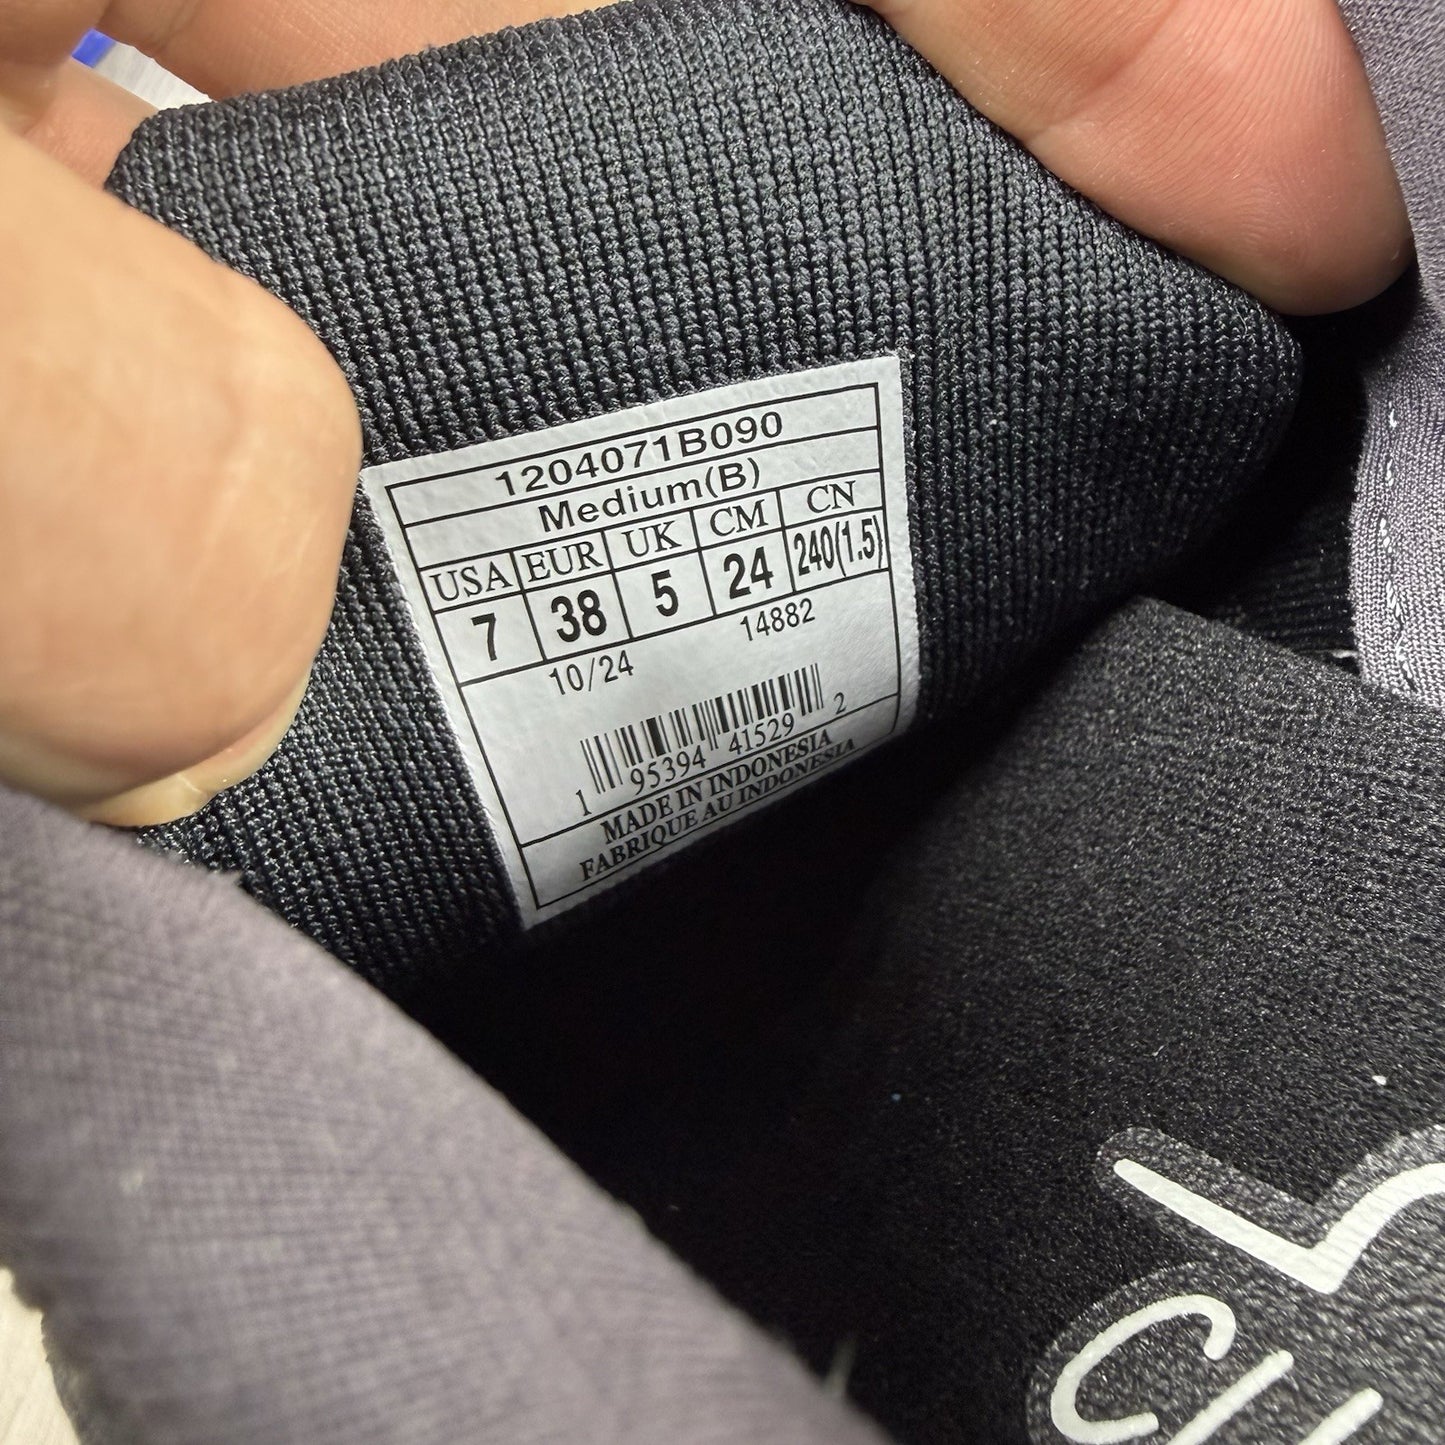 1204071B090
Medium(B)
USA EUR UK CM CN
7 38 5 24 240(1.5)
10/24 14882
1 95394 41529 2
MADE IN INDONESIA
FABRIQUE AU INDONESIA